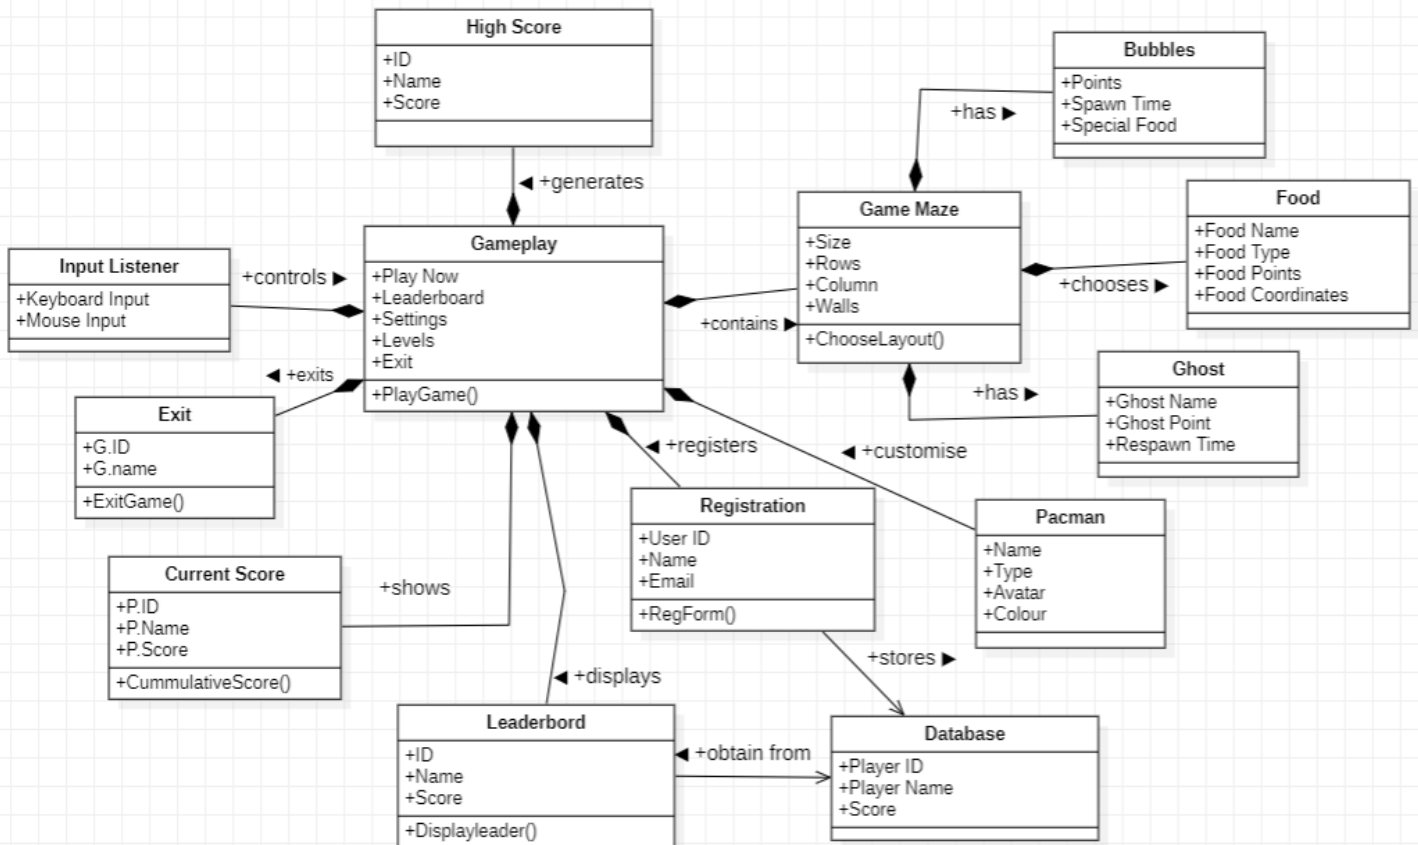 High Score
+ID
+Name
+Score
+generates
Bubbles
+Points
+Spawn Time
+Special Food
+has
Game Maze
+Size
+Rows
+Column
+Walls
+ChooseLayout()
Food
+Food Name
+Food Type
+Food Points
+Food Coordinates
+chooses
Gameplay
+Play Now
+Leaderboard
+Settings
+Levels
+Exit
+PlayGame()
Input Listener
+Keyboard Input
+Mouse Input
+controls
+contains
+exits
Exit
+G.ID
+G.name
+ExitGame()
+has
Ghost
+Ghost Name
+Ghost Point
+Respawn Time
+registers
+customise
Registration
+User ID
+Name
+Email
+RegForm()
Pacman
+Name
+Type
+Avatar
+Colour
Current Score
+P.ID
+P.Name
+P.Score
+CummulativeScore()
+shows
+stores
+displays
Leaderbord
+ID
+Name
+Score
+Displayleader()
+obtain from
Database
+Player ID
+Player Name
+Score